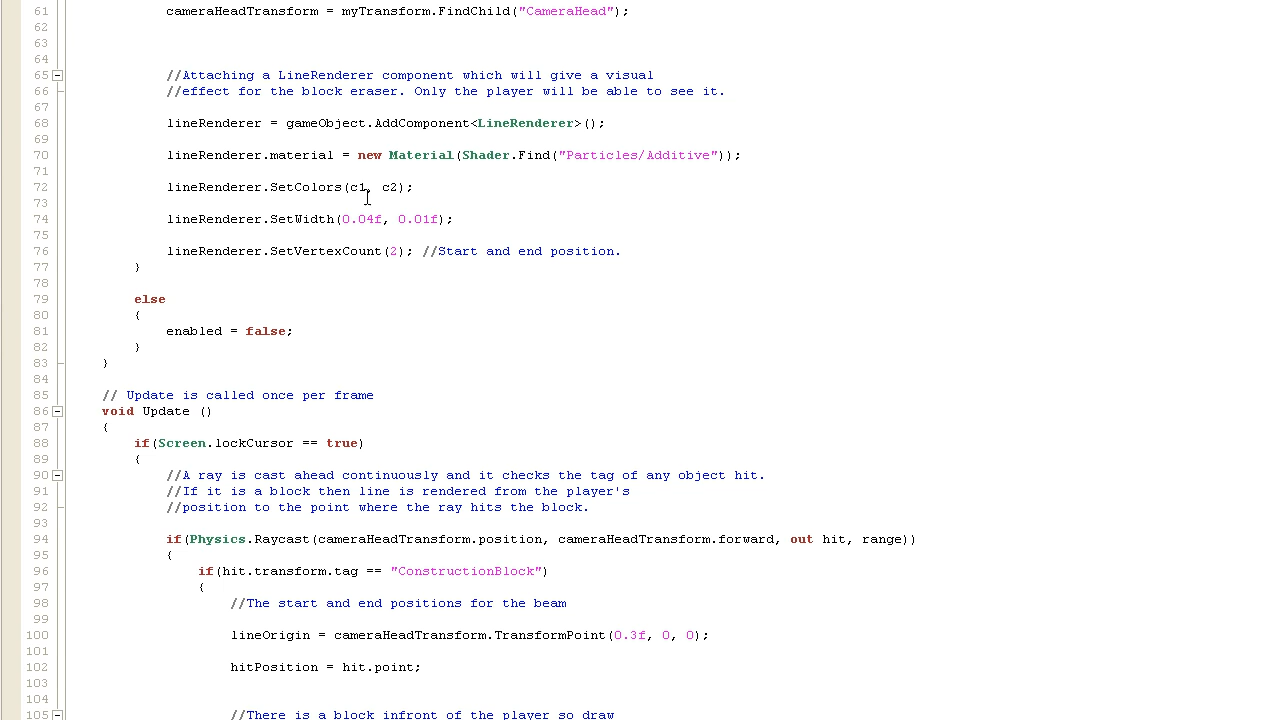 61 cameraHeadTransform = myTransform.FindChild("CameraHead");
62
63
64
65 //Attaching a LineRenderer component which will give a visual
66 //effect for the block eraser. Only the player will be able to see it.
67
68 lineRenderer = gameObject.AddComponent<LineRenderer>();
69
70 lineRenderer.material = new Material(Shader.Find("Particles/Additive"));
71
72 lineRenderer.SetColors(c1, c2);
73
74 lineRenderer.SetWidth(0.04f, 0.01f);
75
76 lineRenderer.SetVertexCount(2); //Start and end position.
77 }
78
79 else
80 {
81 enabled = false;
82 }
83 }
84
85 // Update is called once per frame
86 void Update ()
87 {
88 if(Screen.lockCursor == true)
89 {
90 //A ray is cast ahead continuously and it checks the tag of any object hit.
91 //If it is a block then line is rendered from the player's
92 //position to the point where the ray hits the block.
93
94 if(Physics.Raycast(cameraHeadTransform.position, cameraHeadTransform.forward, out hit, range))
95 {
96 if(hit.transform.tag == "ConstructionBlock")
97 {
98 //The start and end positions for the beam
99
100 lineOrigin = cameraHeadTransform.TransformPoint(0.3f, 0, 0);
101
102 hitPosition = hit.point;
103
104
105 //There is a block infront of the player so draw